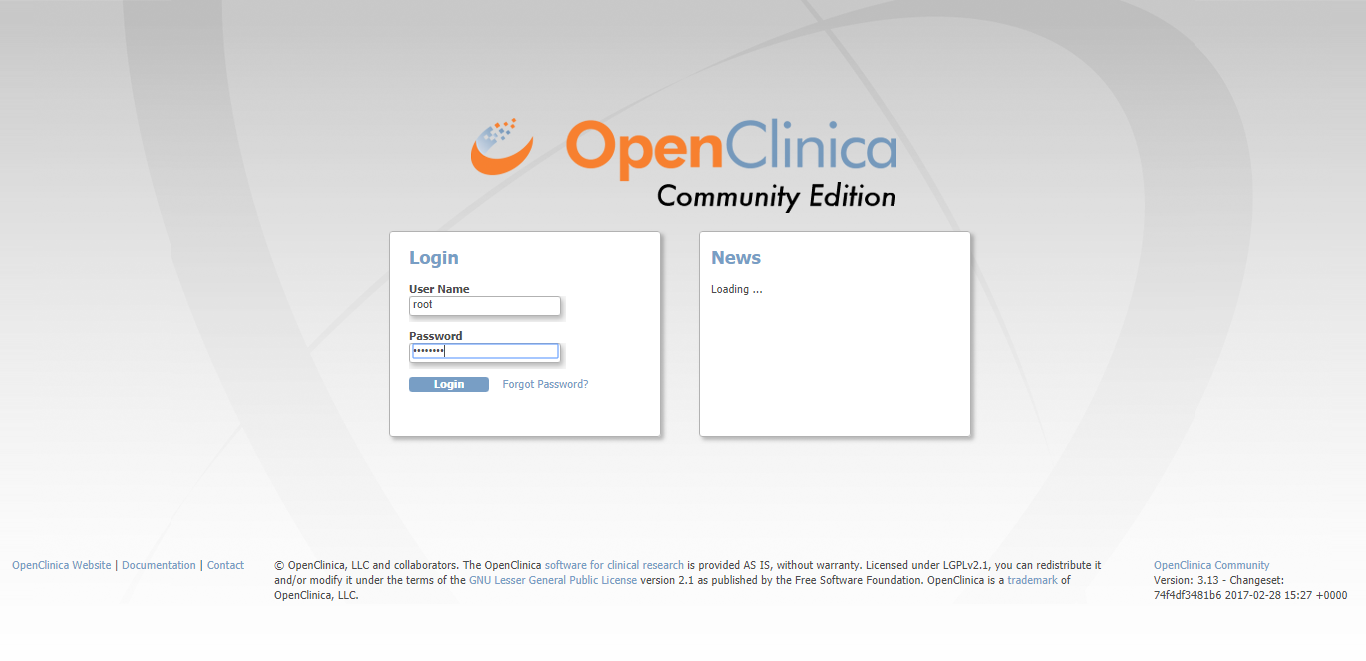 OpenClinica
Community Edition
Login
User Name
root
Password
••••••••
Login Forgot Password?
News
Loading ...
OpenClinica Website | Documentation | Contact
© OpenClinica, LLC and collaborators. The OpenClinica software for clinical research is provided AS IS, without warranty. Licensed under LGPLv2.1, you can redistribute it
and/or modify it under the terms of the GNU Lesser General Public License version 2.1 as published by the Free Software Foundation. OpenClinica is a trademark of
OpenClinica, LLC.
OpenClinica Community
Version: 3.13 - Changeset:
74f4df3481b6 2017-02-28 15:27 +0000